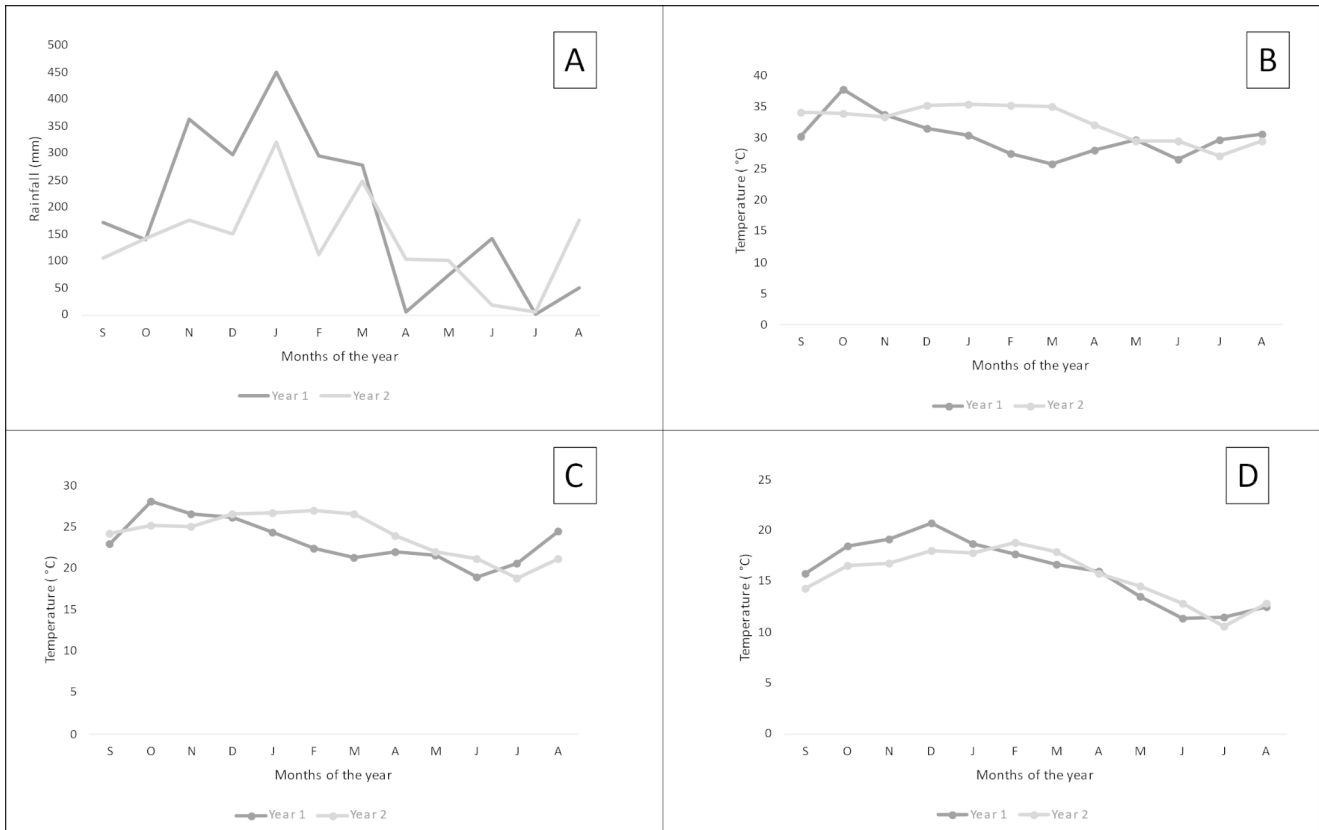 A
500
450
400
350
300
250
200
150
100
50
0
Rainfall (mm)
S O N D J F M A M J J A
Months of the year
Year 1 Year 2
B
40
35
30
25
20
15
10
5
0
Temperature ( °C)
S O N D J F M A M J J A
Months of the year
Year 1 Year 2
C
30
25
20
15
10
5
0
Temperature ( °C)
S O N D J F M A M J J A
Months of the year
Year 1 Year 2
D
25
20
15
10
5
0
Temperature ( °C)
S O N D J F M A M J J A
Months of the year
Year 1 Year 2